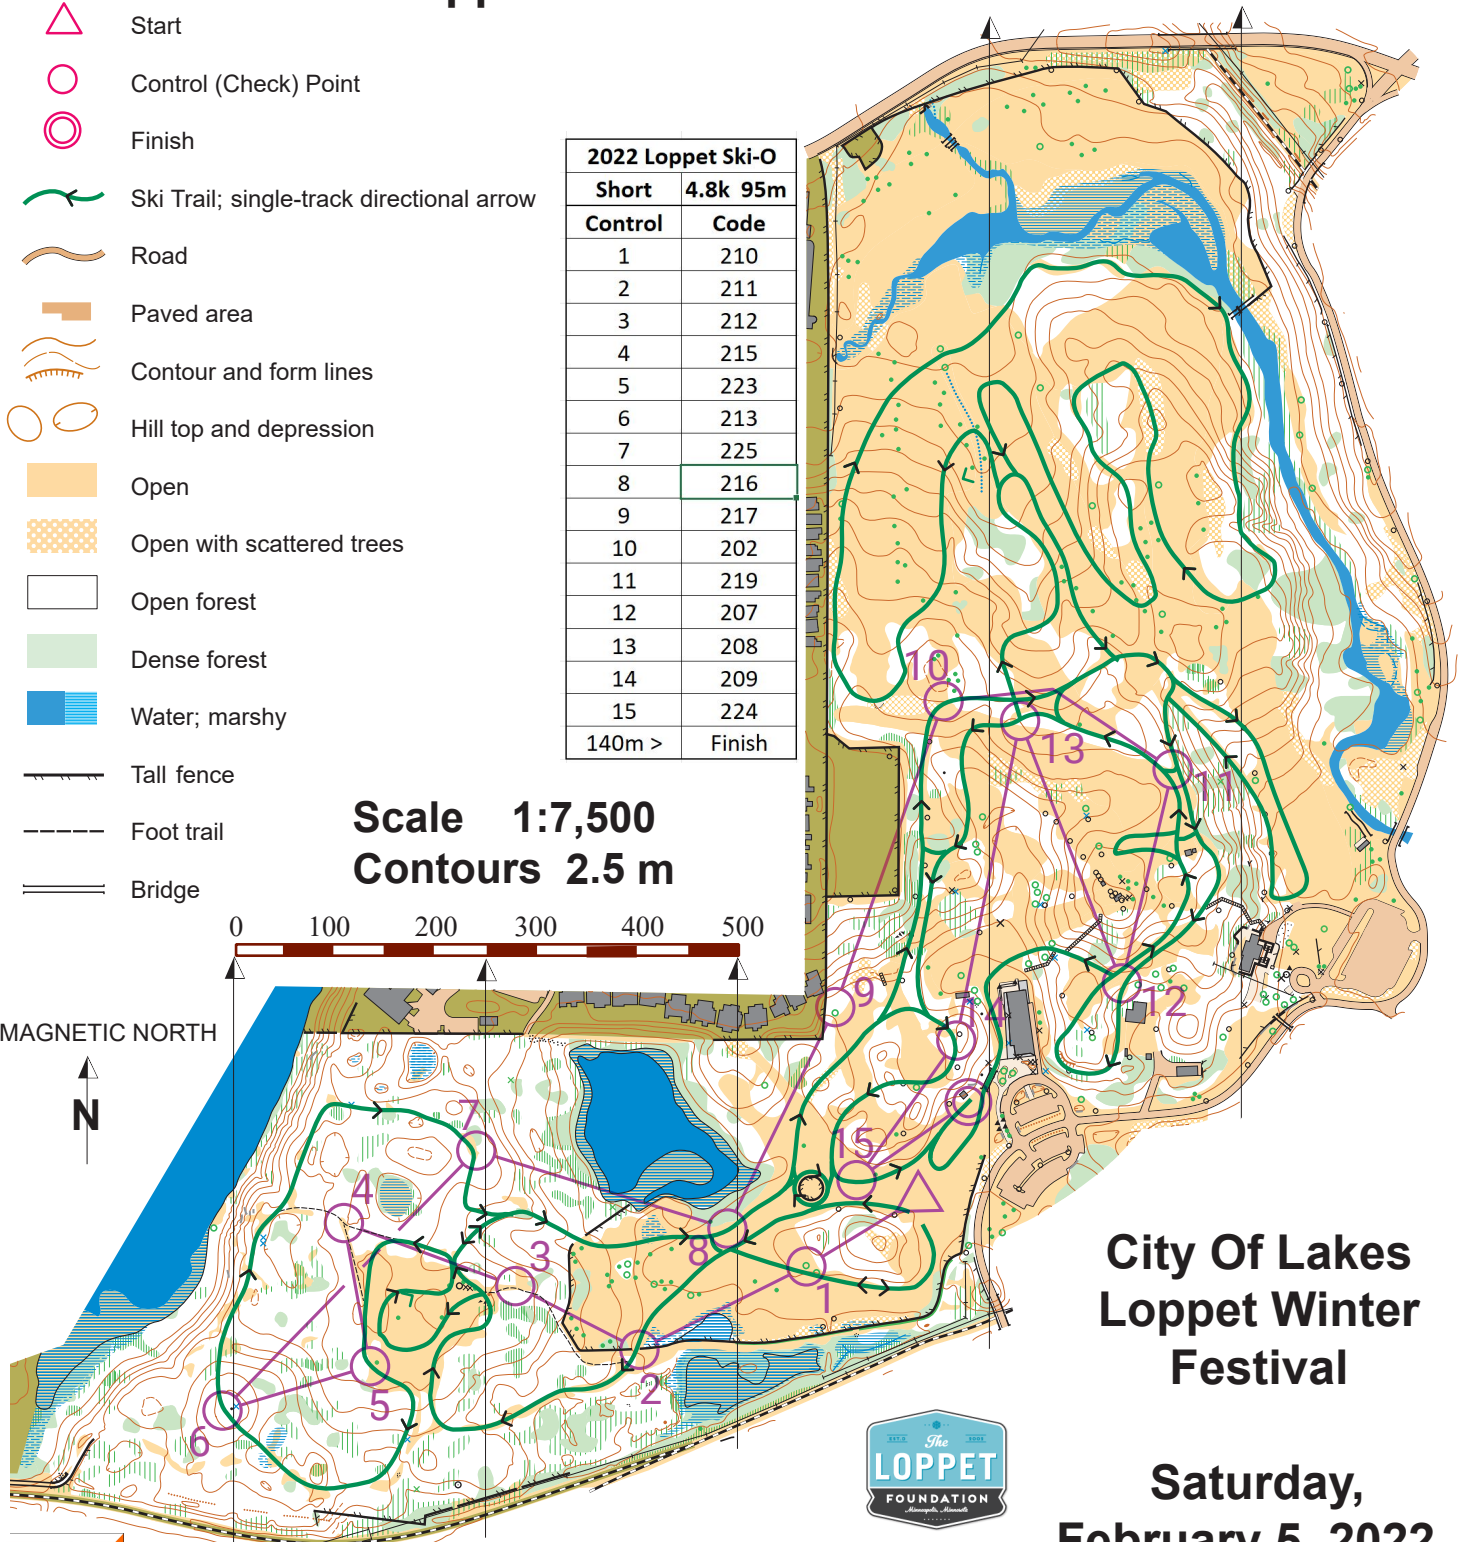 Start
Control (Check) Point
Finish
Ski Trail; single-track directional arrow
Road
Paved area
Contour and form lines
Hill top and depression
Open
Open with scattered trees
Open forest
Dense forest
Water; marshy
Tall fence
Foot trail
Bridge
2022 Loppet Ski-O
Short 4.8k 95m
Control Code
1 210
2 211
3 212
4 215
5 223
6 213
7 225
8 216
9 217
10 202
11 219
12 207
13 208
14 209
15 224
140m > Finish
Scale 1:7,500
Contours 2.5 m
0 100 200 300 400 500
MAGNETIC NORTH
N
10
13
11
9
14
12
7
15
4
3
8
1
2
5
6
City Of Lakes
Loppet Winter
Festival
The
LOPPET
FOUNDATION
Minneapolis, Minnesota
Saturday,
February 5, 2022